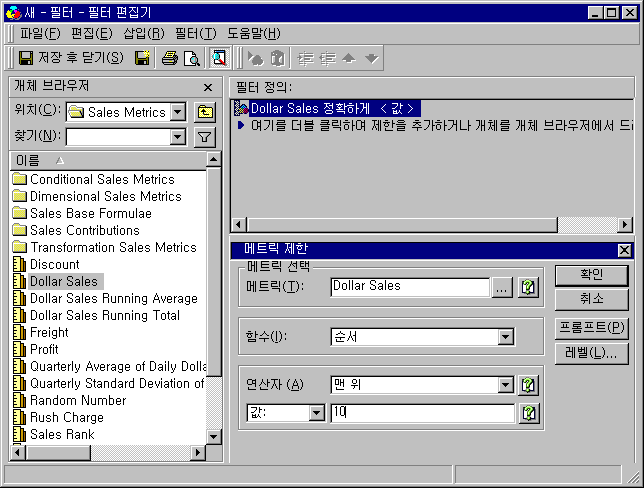 새 - 필터 - 필터 편집기
파일(F) 편집(E) 삽입(R) 필터(T) 도움말(H)
저장 후 닫기(S)
개체 브라우저
위치(C): Sales Metrics
찾기(N):
이름
Conditional Sales Metrics
Dimensional Sales Metrics
Sales Base Formulae
Sales Contributions
Transformation Sales Metrics
Discount
Dollar Sales
Dollar Sales Running Average
Dollar Sales Running Total
Freight
Profit
Quarterly Average of Daily Dolla
Quarterly Standard Deviation of
Random Number
Rush Charge
Sales Rank
필터 정의:
Dollar Sales 정확하게 < 값 >
여기를 더블 클릭하여 제한을 추가하거나 개체를 개체 브라우저에서 드
메트릭 제한
메트릭 선택
메트릭(T): Dollar Sales ...
함수(I): 순서
연산자 (A) 맨 위
값: 10
확인
취소
프롬프트(P)
레벨(L)...